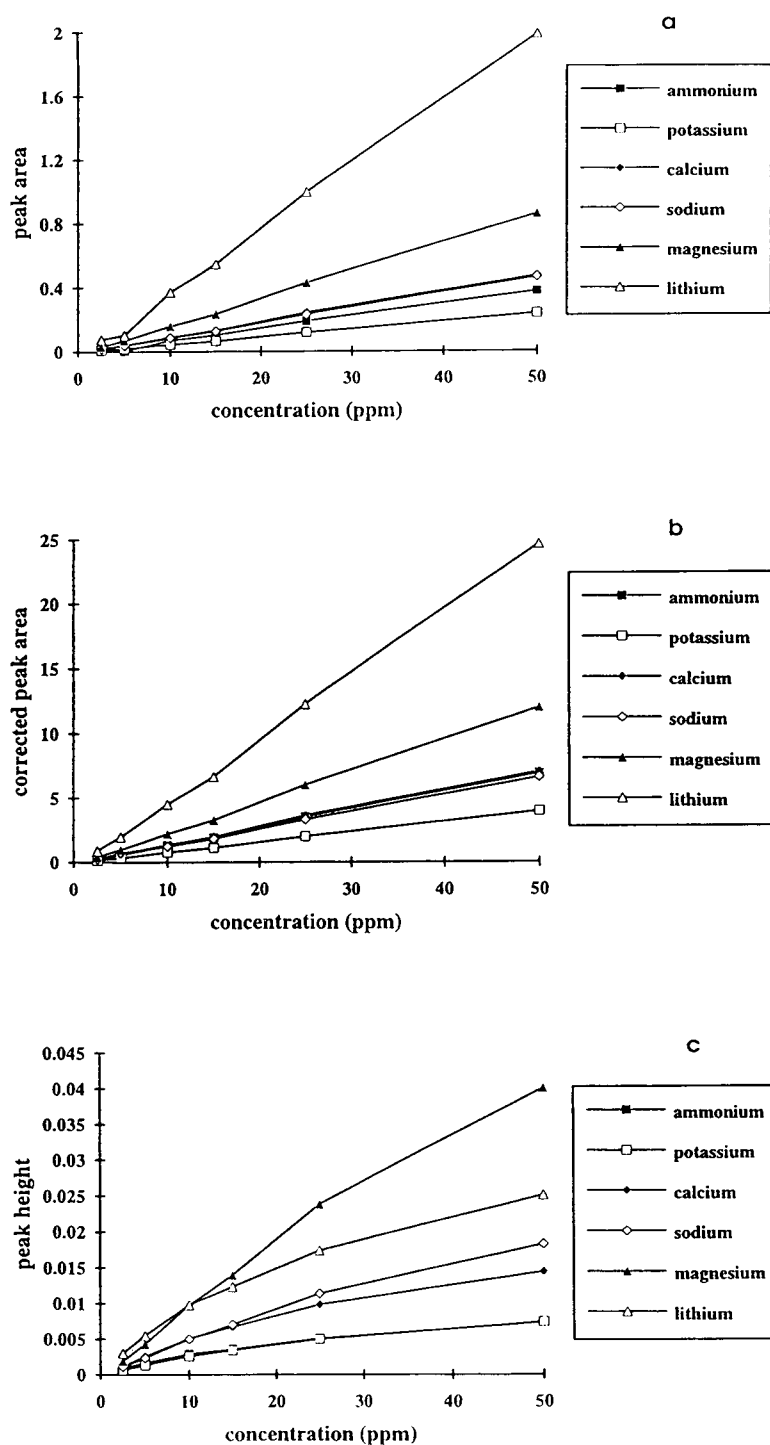 a
2
1.6
1.2
0.8
0.4
0
peak area
0 10 20 30 40 50
concentration (ppm)
ammonium
potassium
calcium
sodium
magnesium
lithium
b
25
20
15
10
5
0
corrected peak area
0 10 20 30 40 50
concentration (ppm)
ammonium
potassium
calcium
sodium
magnesium
lithium
c
0.045
0.04
0.035
0.03
0.025
0.02
0.015
0.01
0.005
0
peak height
0 10 20 30 40 50
concentration (ppm)
ammonium
potassium
calcium
sodium
magnesium
lithium